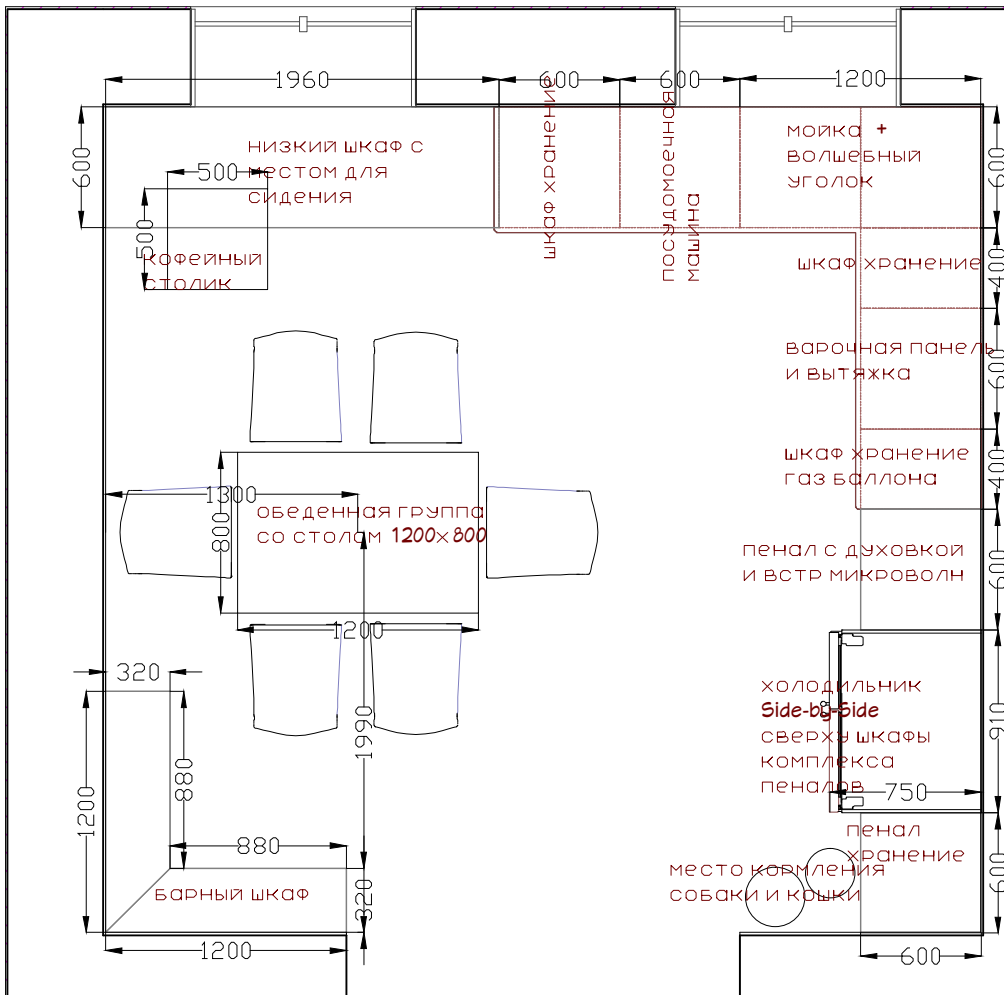 1960
600
600
1200
600
НИЗКИЙ ШКАФ С
МЕСТОМ ДЛЯ
СИДЕНИЯ
500
500
КОФЕЙНЫЙ
СТОЛИК
ШКАФ ХРАНЕНИЕ
ПОСУДОМОЕЧНАЯ
МАШИНА
МОЙКА +
ВОЛШЕБНЫЙ
УГОЛОК
600
ШКАФ ХРАНЕНИЕ
400
ВАРОЧНАЯ ПАНЕЛЬ
И ВЫТЯЖКА
600
ШКАФ ХРАНЕНИЕ
ГАЗ БАЛЛОНА
400
1300
800
ОБЕДЕННАЯ ГРУППА
СО СТОЛОМ 1200x800
1200
ПЕНАЛ С ДУХОВКОЙ
И ВСТР МИКРОВОЛН
600
320
1200
880
880
1990
320
БАРНЫЙ ШКАФ
1200
ХОЛОДИЛЬНИК
Side-by-Side
СВЕРХУ ШКАФЫ
КОМПЛЕКСА
ПЕНАЛОВ
910
750
ПЕНАЛ
ХРАНЕНИЕ
600
МЕСТО КОРМЛЕНИЯ
СОБАКИ И КОШКИ
600